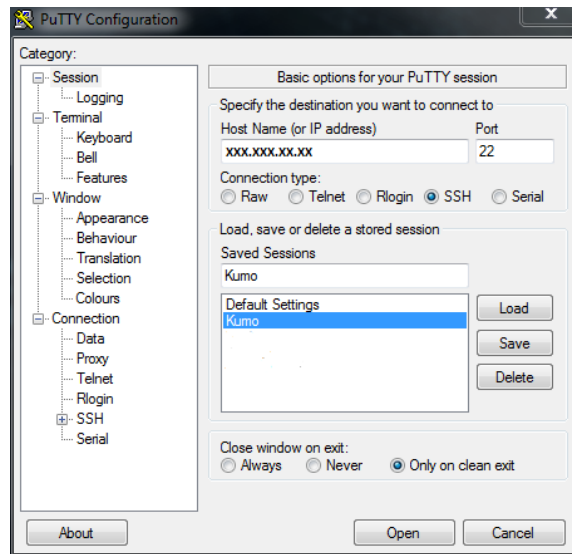 PuTTY Configuration
X
Category:
Session
Logging
Terminal
Keyboard
Bell
Features
Window
Appearance
Behaviour
Translation
Selection
Colours
Connection
Data
Proxy
Telnet
Rlogin
SSH
Serial
Basic options for your PuTTY session
Specify the destination you want to connect to
Host Name (or IP address) Port
xxx.xxx.xx.xx 22
Connection type:
Raw Telnet Rlogin SSH Serial
Load, save or delete a stored session
Saved Sessions
Kumo
Default Settings
Kumo
Load
Save
Delete
Close window on exit:
Always Never Only on clean exit
About Open Cancel